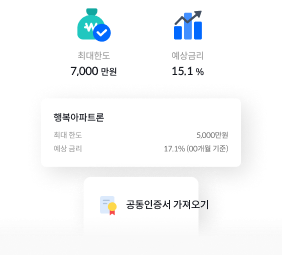 최대한도
예상금리
7,000 만원
15.1 %
행복아파트론
최대 한도
5,000만원
예상 금리
17.1% (00개월 기준)
공동인증서 가져오기